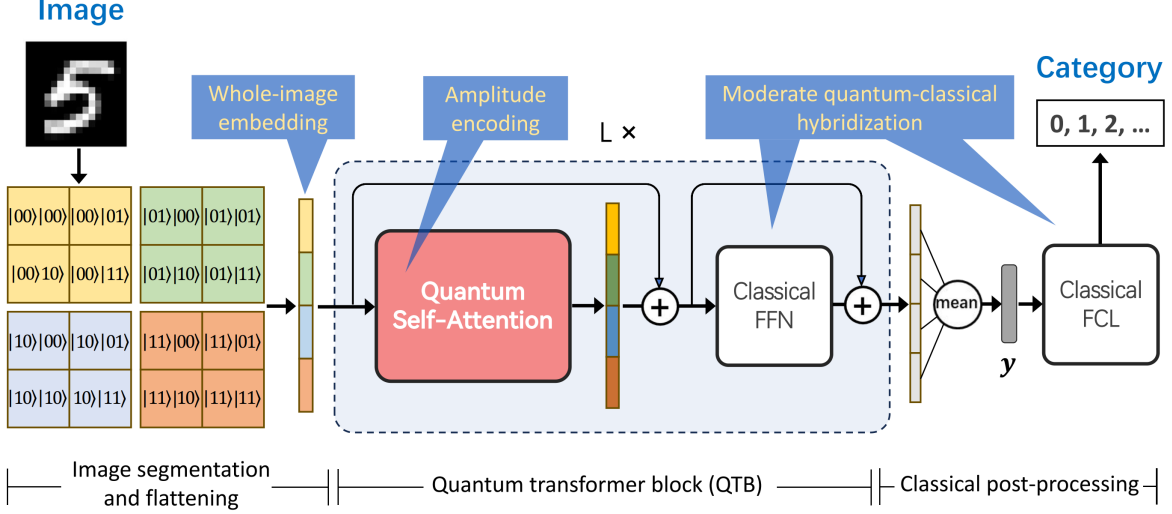 Image
Category
Whole-image
embedding
Amplitude
encoding
L ×
Moderate quantum-classical
hybridization
0, 1, 2, ...
|00⟩|00⟩ |00⟩|01⟩ |01⟩|00⟩ |01⟩|01⟩
|00⟩10⟩ |00⟩|11⟩ |01⟩|10⟩ |01⟩|11⟩
|10⟩|00⟩ |10⟩|01⟩ |11⟩|00⟩ |11⟩|01⟩
|10⟩|10⟩ 10⟩|11⟩ |11⟩|10⟩ |11⟩|11⟩
Quantum
Self-Attention
+
Classical
FFN
+
mean
y
Classical
FCL
Image segmentation
and flattening
Quantum transformer block (QTB)
Classical post-processing